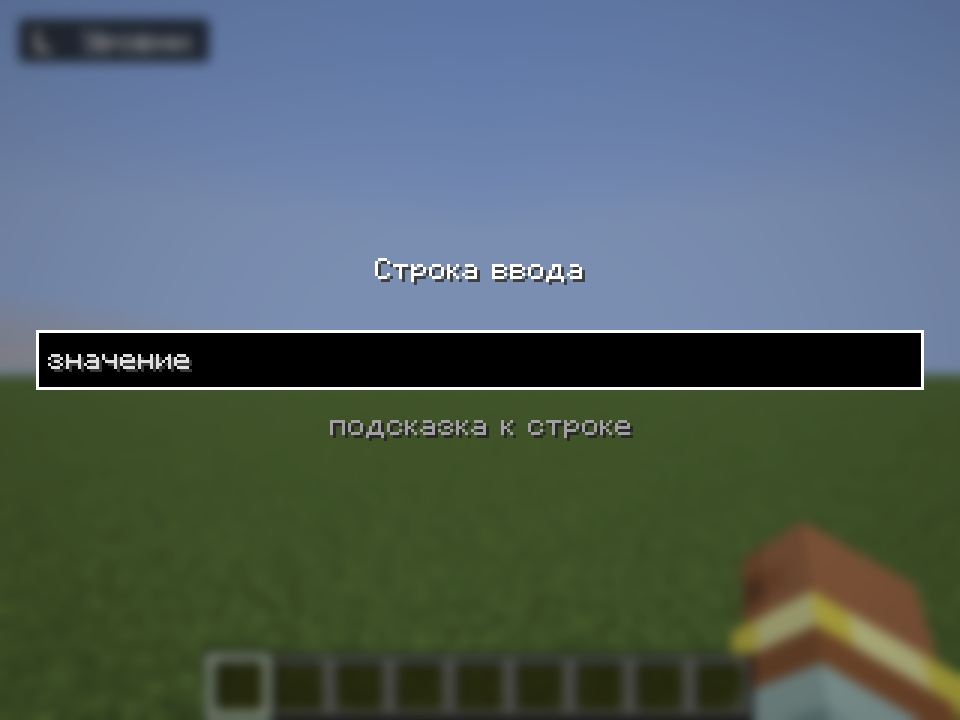 Строка ввода
значение
подсказка к строке